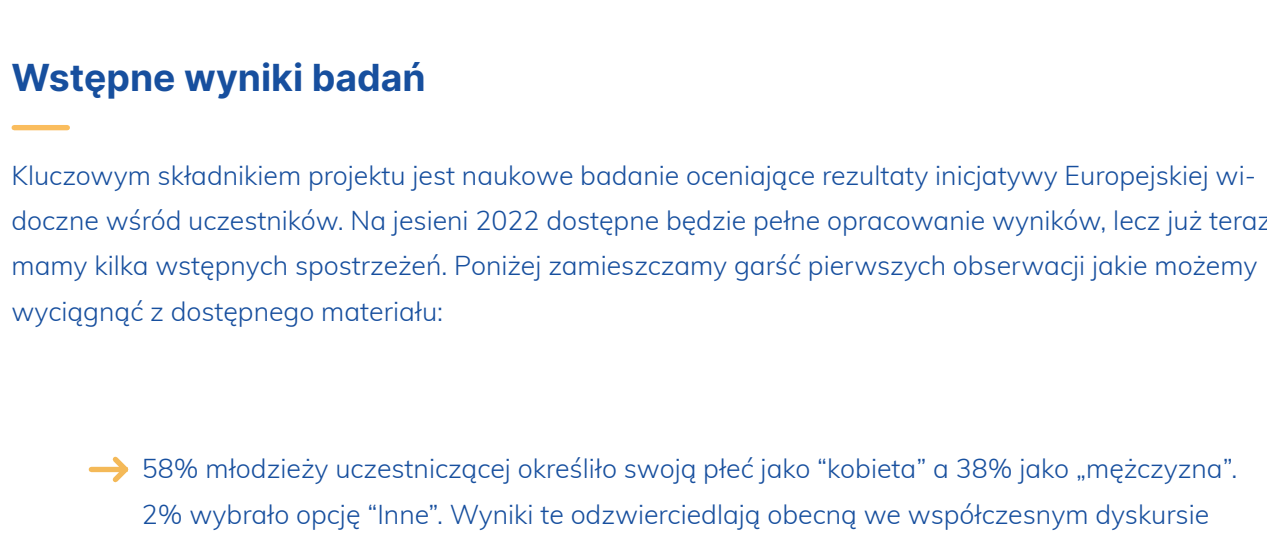 Wstępne wyniki badań
Kluczowym składnikiem projektu jest naukowe badanie oceniające rezultaty inicjatywy Europejskiej wi-
doczne wśród uczestników. Na jesieni 2022 dostępne będzie pełne opracowanie wyników, lecz już teraz
mamy kilka wstępnych spostrzeżeń. Poniżej zamieszczamy garść pierwszych obserwacji jakie możemy
wyciągnąć z dostępnego materiału:
58% młodzieży uczestniczącej określiło swoją płeć jako “kobieta” a 38% jako „mężczyzna”.
2% wybrało opcję “Inne”. Wyniki te odzwierciedlają obecną we współczesnym dyskursie